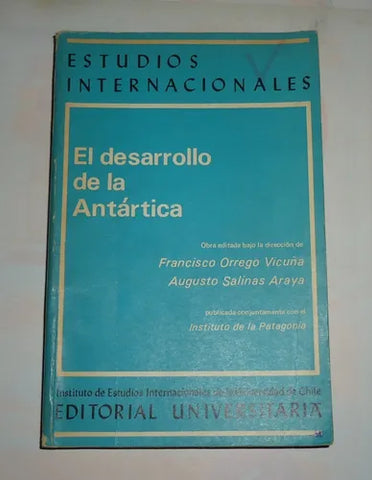 ESTUDIOS
INTERNACIONALES
El desarrollo
de la
Antártica
Obra editada bajo la dirección de
Francisco Orrego Vicuña
Augusto Salinas Araya
publicada conjuntamente con el
Instituto de la Patagonia
Instituto de Estudios Internacionales de la Universidad de Chile
EDITORIAL UNIVERSITARIA